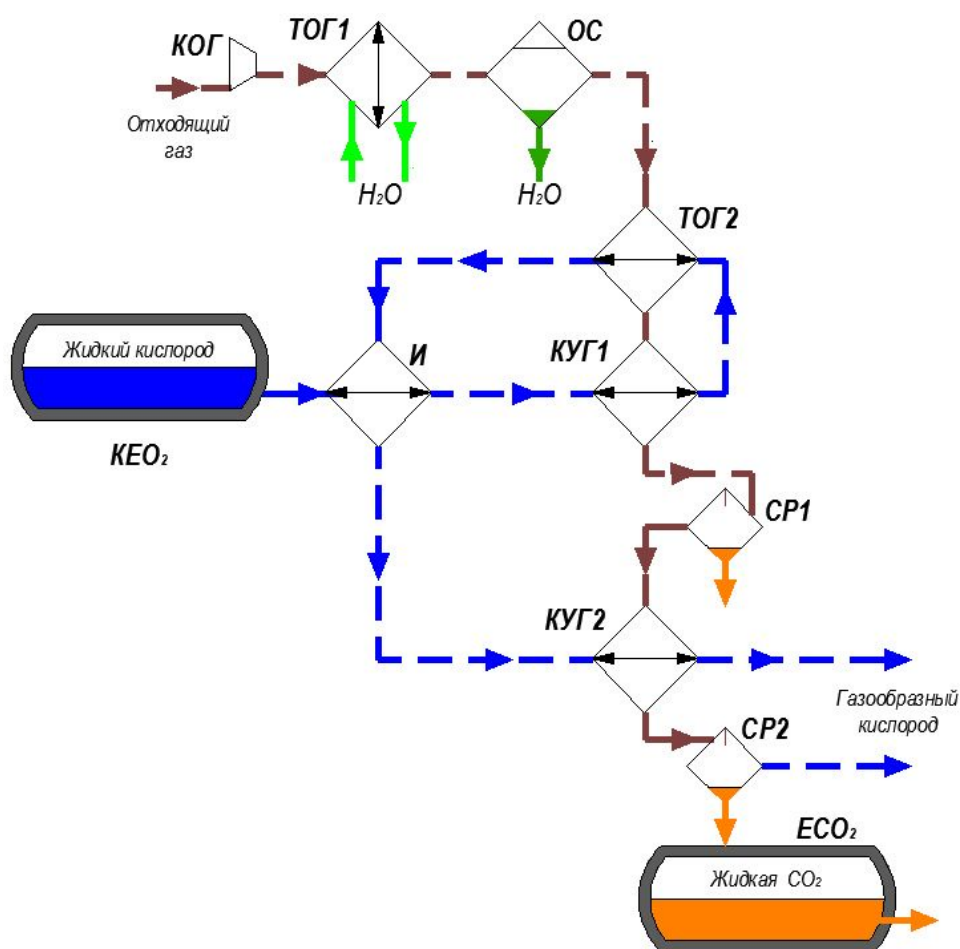 КОГ
ТОГ1
ОС
Отходящий
газ
H₂O
H₂O
ТОГ2
Жидкий кислород
И
КУГ1
КЕО₂
СР1
КУГ2
Газообразный
кислород
СР2
ЕСО₂
Жидкая СО₂